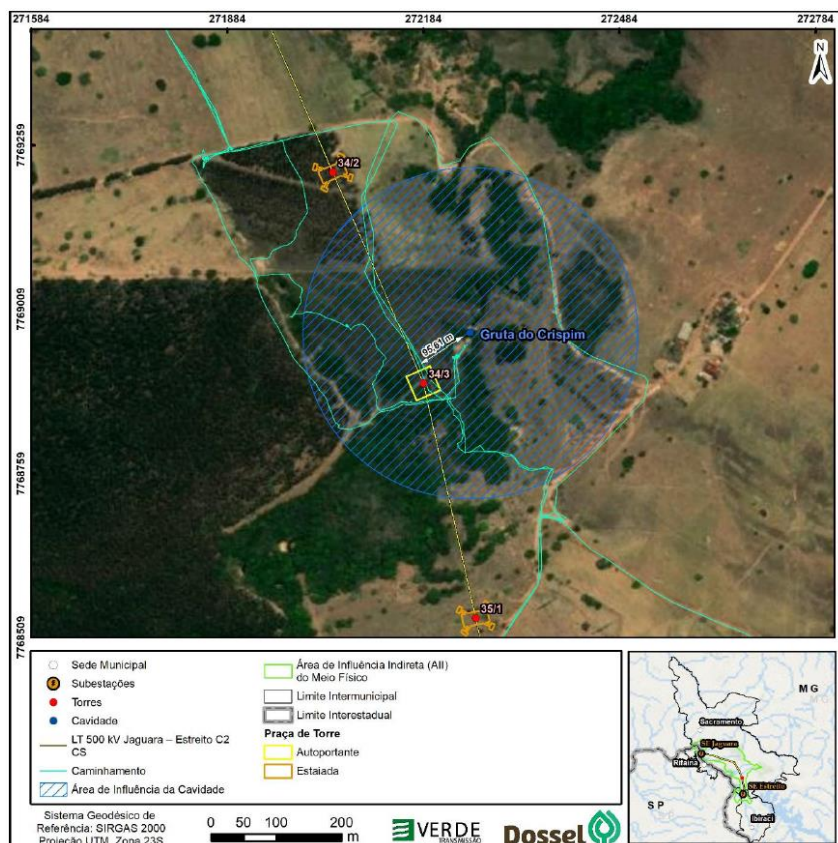 271584
271884
272184
272484
272784
N
7769259
7769009
7768759
7768509
34/2
Gruta do Crispim
95,61 m
34/3
35/1
Sede Municipal
Subestações
Torres
Cavidade
LT 500 kV Jaguara – Estreito C2
CS
Caminhamento
Área de Influência da Cavidade
Área de Influência Indireta (AII)
do Meio Físico
Limite Intermunicipal
Limite Interestadual
Praça de Torre
Autoportante
Estaiada
Sistema Geodésico de
Referência: SIRGAS 2000
Projeção UTM, Zona 23S
0 50 100 200
m
VERDE
TRANSMISSÃO
Dossel
MG
Sacramento
SE Jaguara
Rifaina
SE Estreito
SP
Ibiraci